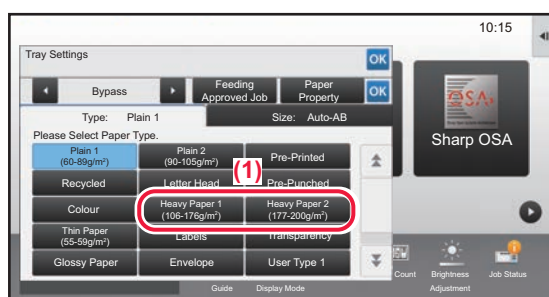 10:15
Tray Settings
OK
Bypass
Feeding
Approved Job
Paper
Property
OK
Type: Plain 1
Size: Auto-AB
Please Select Paper Type.
Plain 1
(60-89g/m²)
Plain 2
(90-105g/m²)
Pre-Printed
Recycled
Letter Head
Pre-Punched
(1)
Colour
Heavy Paper 1
(106-176g/m²)
Heavy Paper 2
(177-200g/m²)
Thin Paper
(55-59g/m²)
Labels
Transparency
Glossy Paper
Envelope
User Type 1
OSA
Sharp OSA
Count
Brightness
Adjustment
Job Status
Guide
Display Mode